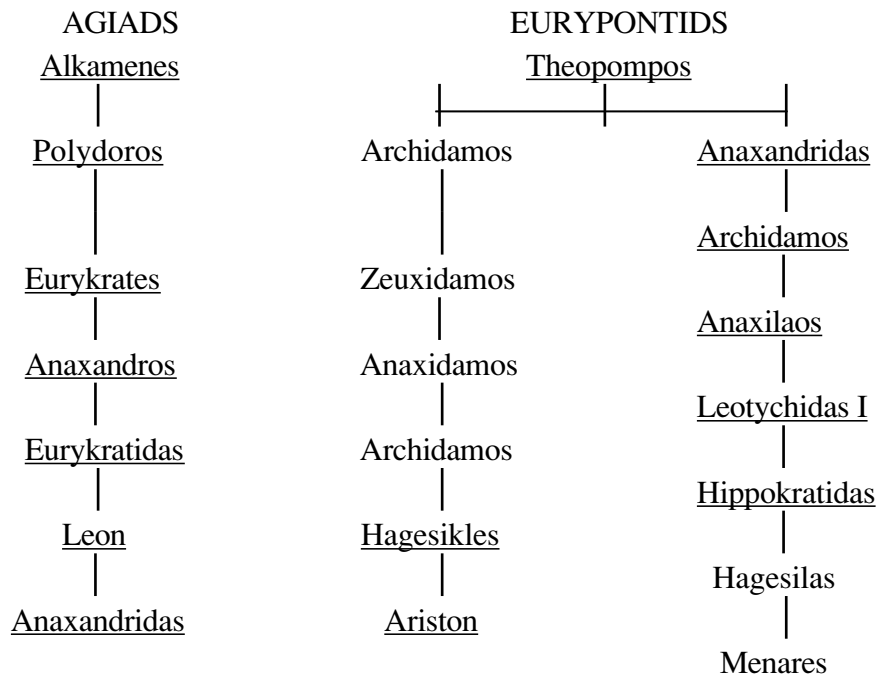 AGIADS EURYPONTIDS
Alkamenes Theopompos
Polydoros Archidamos Anaxandridas
Archidamos
Eurykrates Zeuxidamos
Anaxilaos
Anaxandros Anaxidamos
Leotychidas I
Eurykratidas Archidamos
Hippokratidas
Leon Hagesikles
Hagesilas
Anaxandridas Ariston
Menares